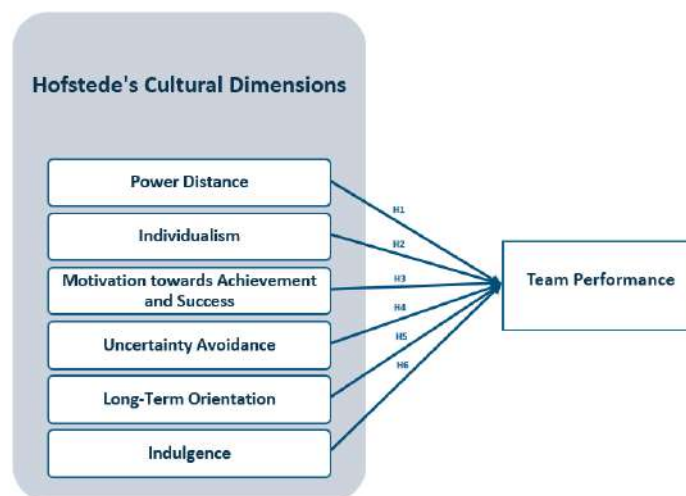 Hofstede's Cultural Dimensions
Power Distance
Individualism
Motivation towards Achievement
and Success
Uncertainty Avoidance
Long-Term Orientation
Indulgence
H1
H2
H3
H4
H5
H6
Team Performance